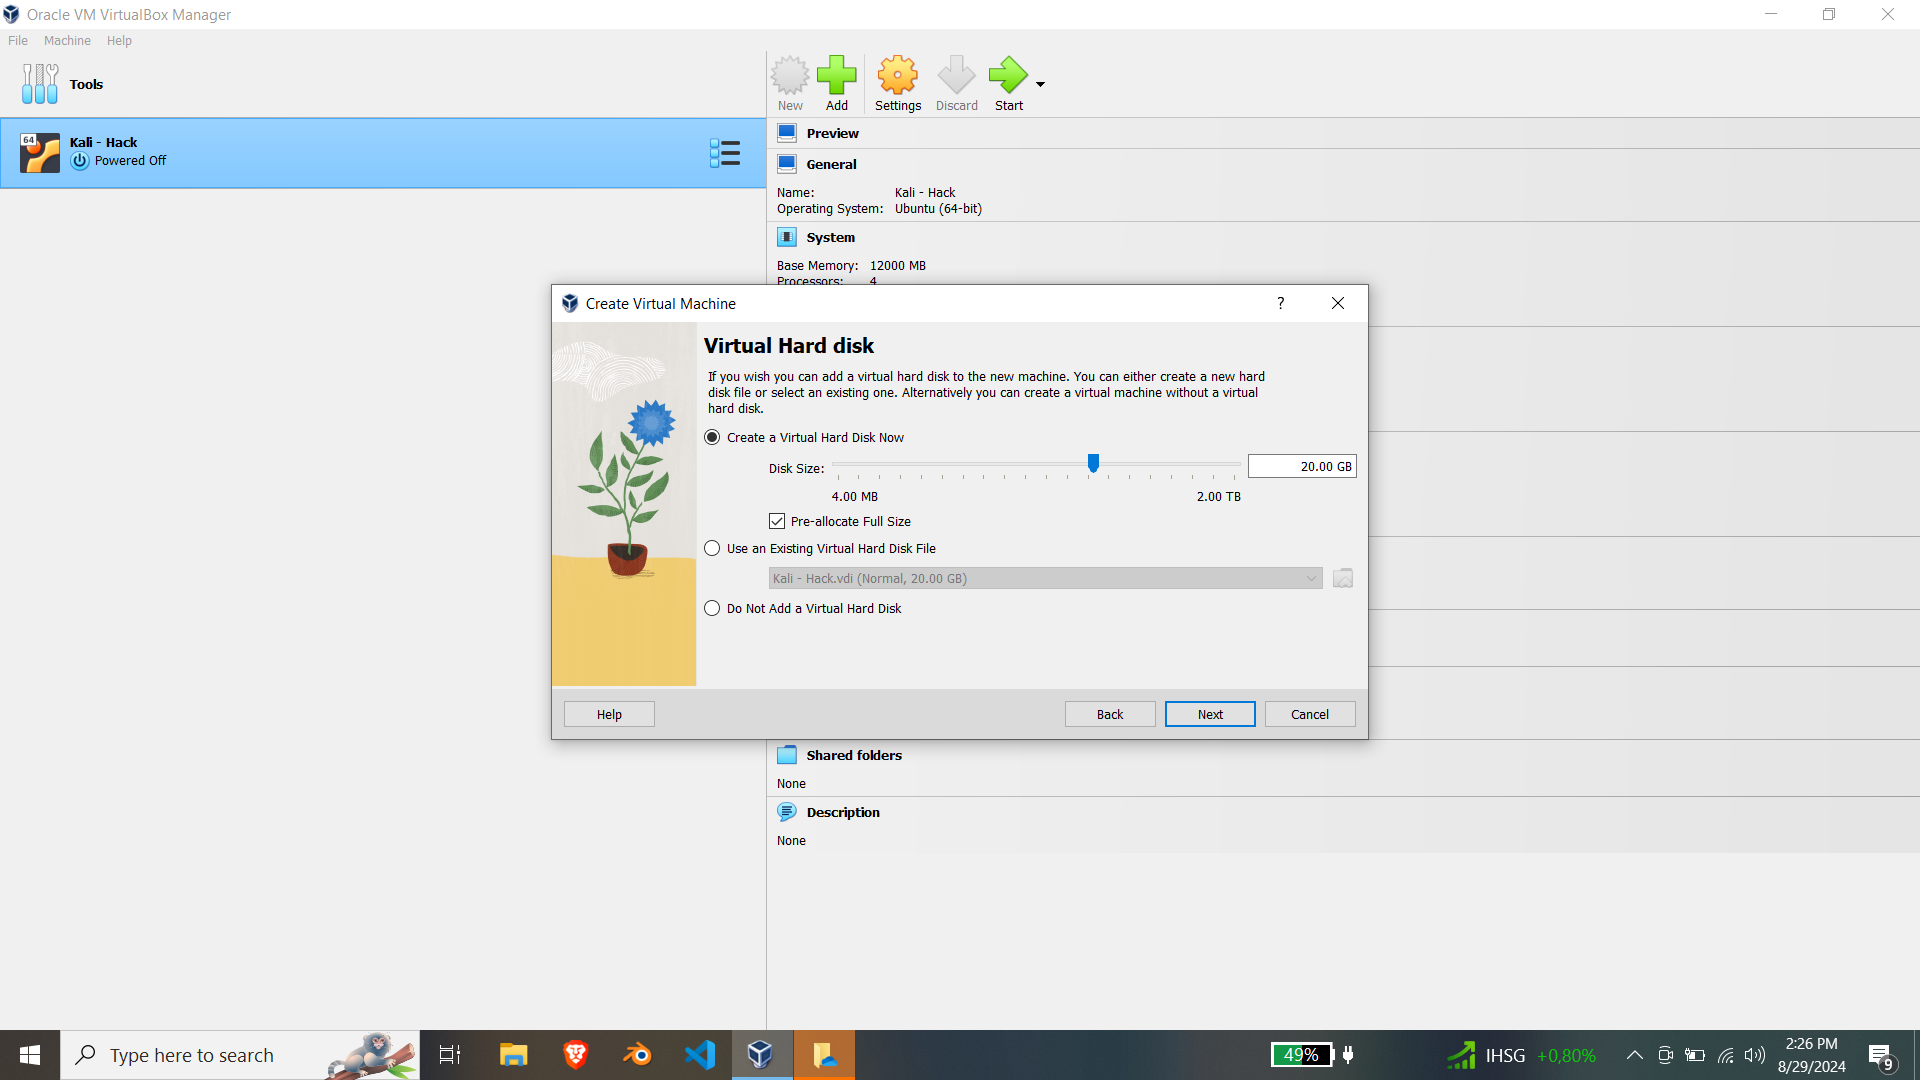 Oracle VM VirtualBox Manager
File Machine Help
Tools
New Add Settings Discard Start
64
Kali - Hack
Powered Off
Preview
General
Name: Kali - Hack
Operating System: Ubuntu (64-bit)
System
Base Memory: 12000 MB
Processors: 4
Create Virtual Machine
Virtual Hard disk
If you wish you can add a virtual hard disk to the new machine. You can either create a new hard
disk file or select an existing one. Alternatively you can create a virtual machine without a virtual
hard disk.
Create a Virtual Hard Disk Now
Disk Size: 20.00 GB
4.00 MB 2.00 TB
Pre-allocate Full Size
Use an Existing Virtual Hard Disk File
Kali - Hack.vdi (Normal, 20.00 GB)
Do Not Add a Virtual Hard Disk
Help Back Next Cancel
Shared folders
None
Description
None
Type here to search
49%
IHSG +0,80%
2:26 PM
8/29/2024
9